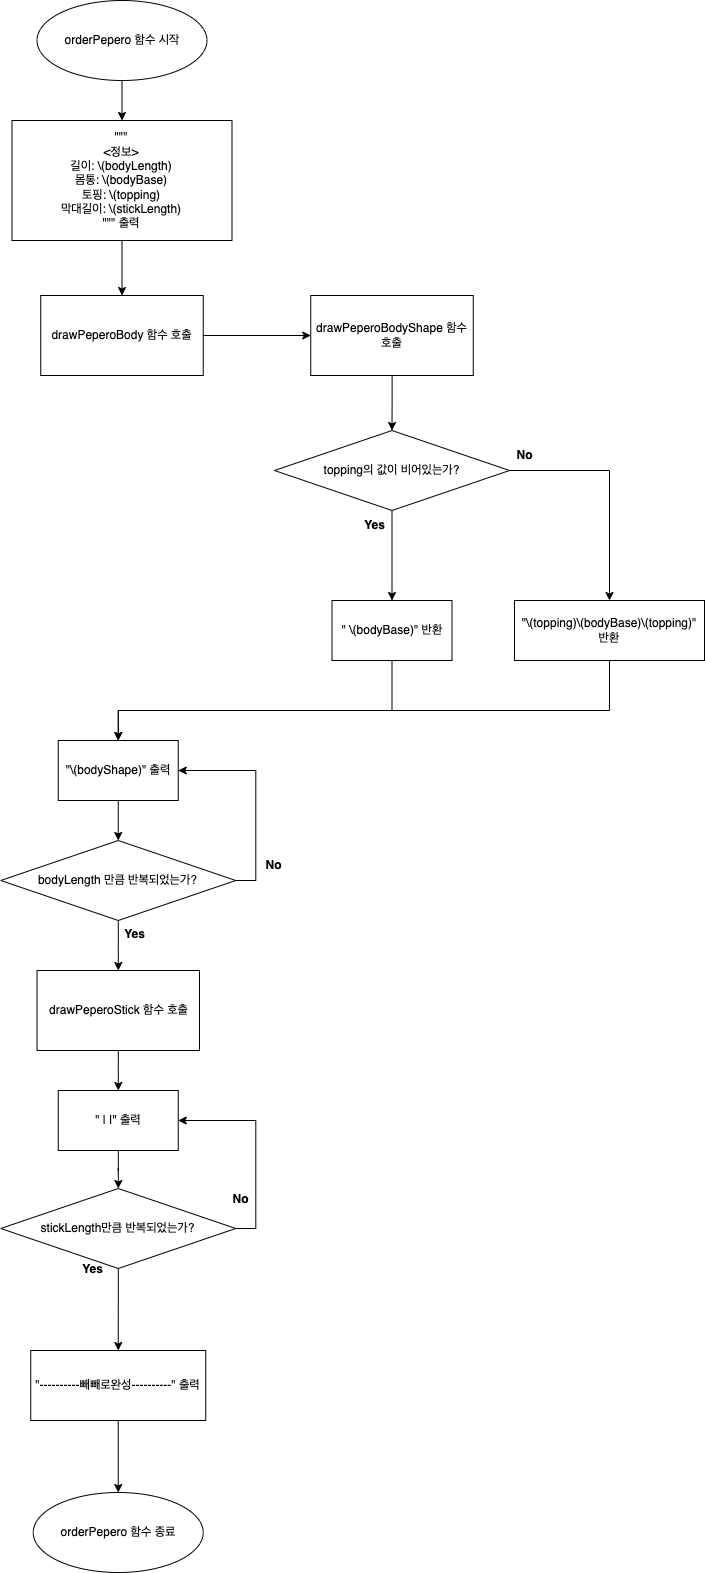 orderPepero 함수 시작
"""
<정보>
길이: \(bodyLength)
몸통: \(bodyBase)
토핑: \(topping)
막대길이: \(stickLength)
""" 출력
drawPeperoBody 함수 호출
drawPeperoBodyShape 함수
호출
topping의 값이 비어있는가?
No
Yes
" \(bodyBase)" 반환
"\(topping)\(bodyBase)\(topping)"
반환
"\(bodyShape)" 출력
bodyLength 만큼 반복되었는가?
No
Yes
drawPeperoStick 함수 호출
" | |" 출력
stickLength만큼 반복되었는가?
No
Yes
"----------빼빼로완성----------" 출력
orderPepero 함수 종료